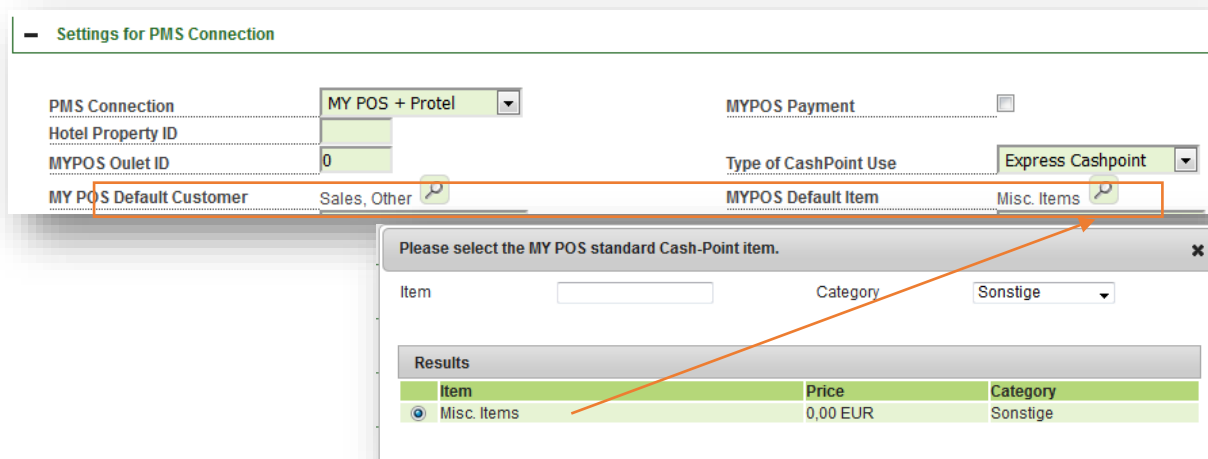 Settings for PMS Connection
PMS Connection MY POS + Protel MYPOS Payment
Hotel Property ID
MYPOS Oulet ID 0 Type of CashPoint Use Express Cashpoint
MY POS Default Customer Sales, Other MYPOS Default Item Misc. Items
Please select the MY POS standard Cash-Point item.
Item Category Sonstige
Results
Item Price Category
Misc. Items 0,00 EUR Sonstige